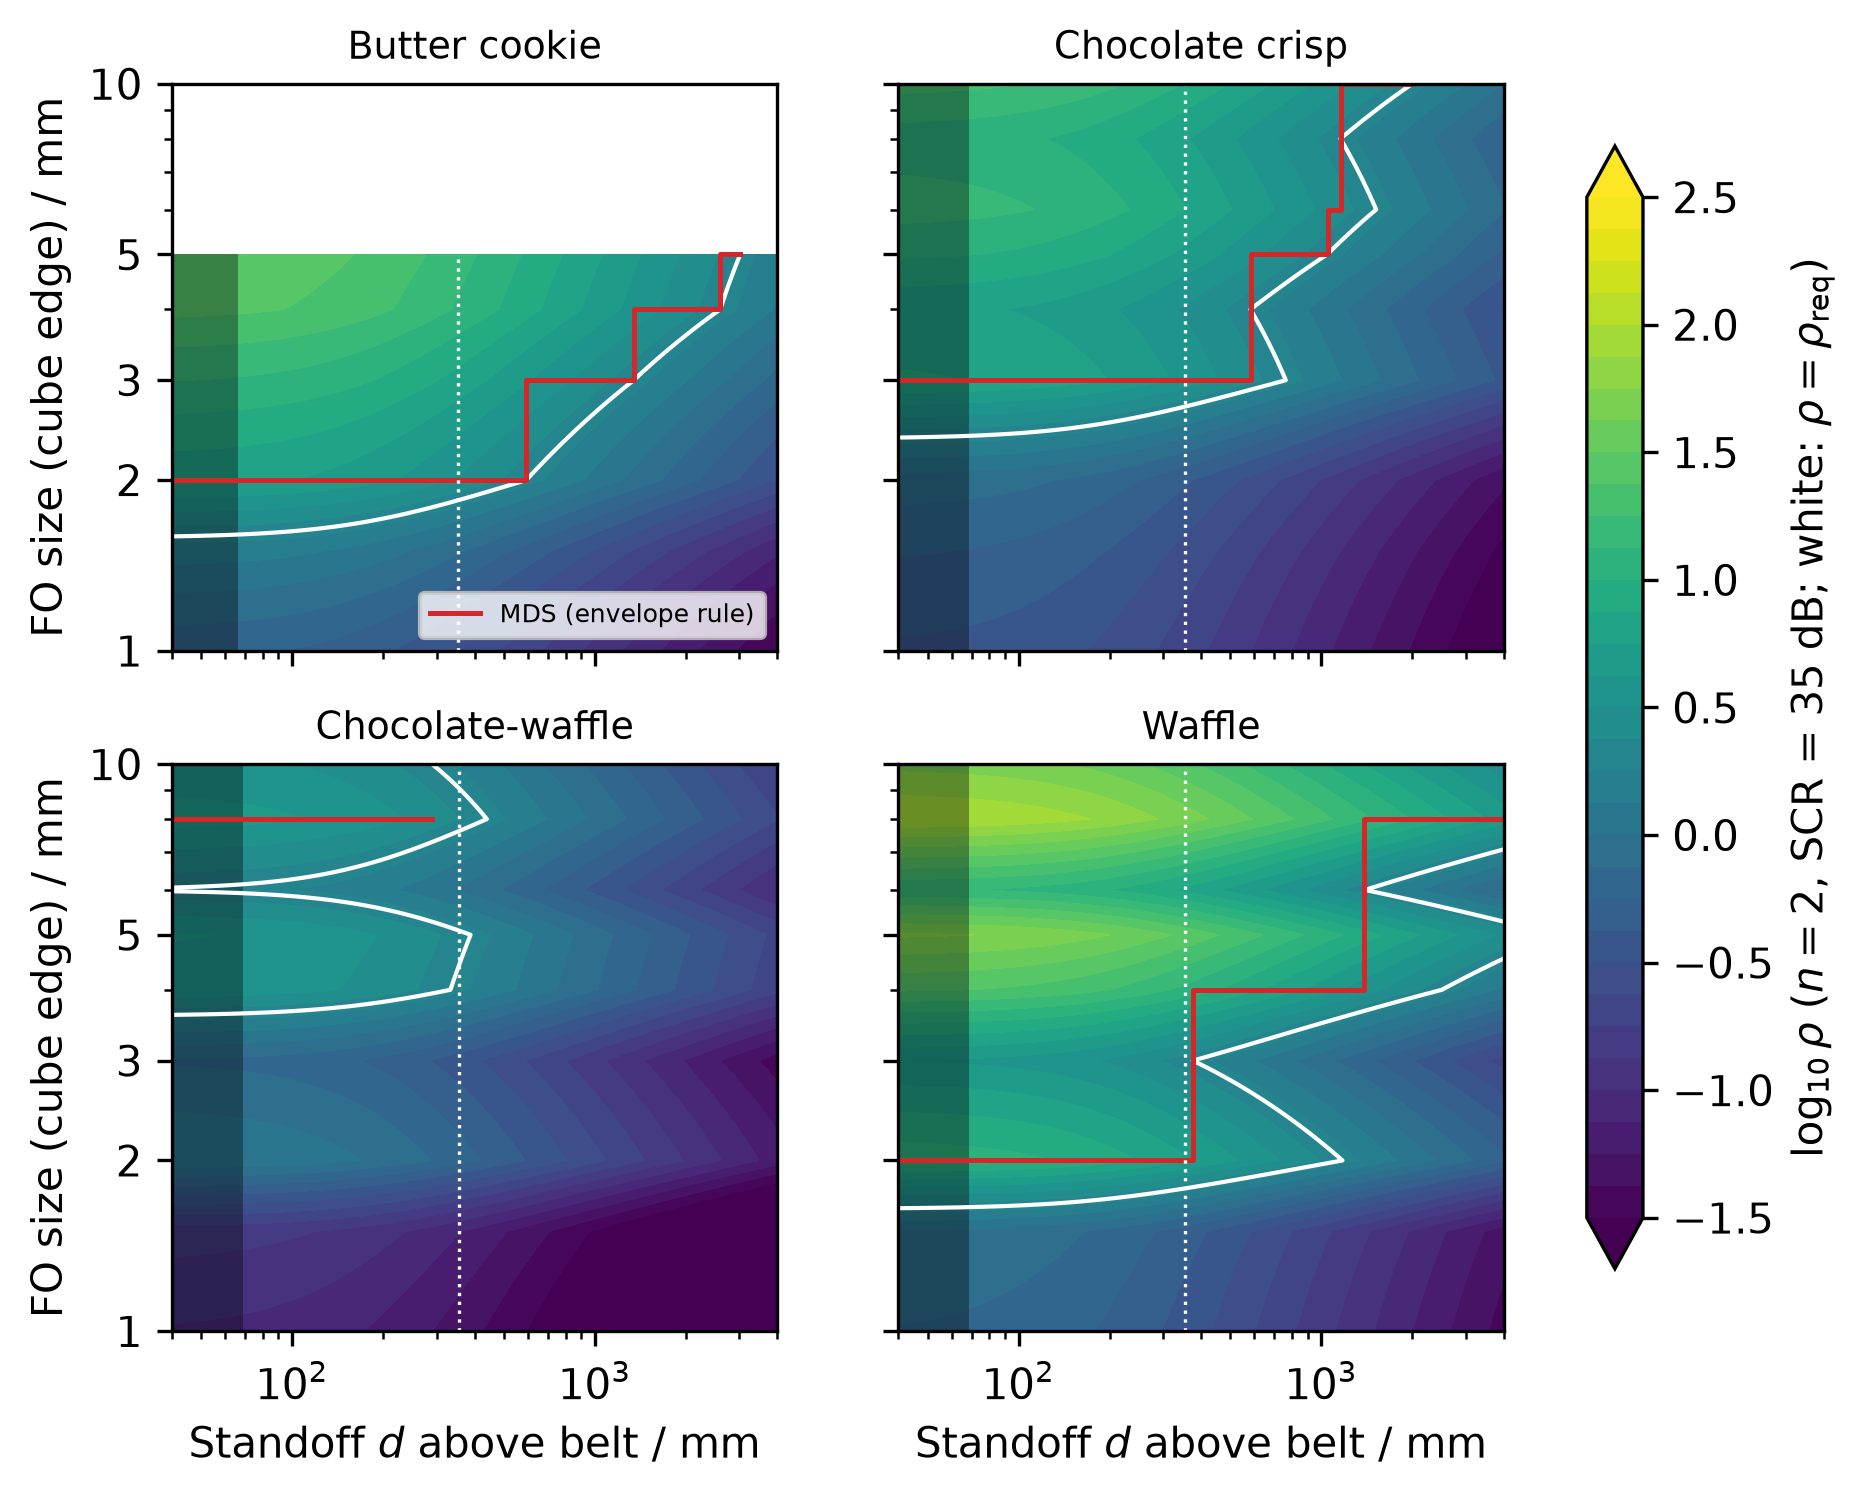 Butter cookie
Chocolate crisp
FO size (cube edge) / mm
10
5
3
2
1
MDS (envelope rule)
Chocolate-waffle
Waffle
FO size (cube edge) / mm
10
5
3
2
1
10² 10³
10² 10³
Standoff d above belt / mm
Standoff d above belt / mm
2.5
2.0
1.5
1.0
0.5
0.0
−0.5
−1.0
−1.5
log₁₀ ρ (n = 2, SCR = 35 dB; white: ρ = ρ_req)